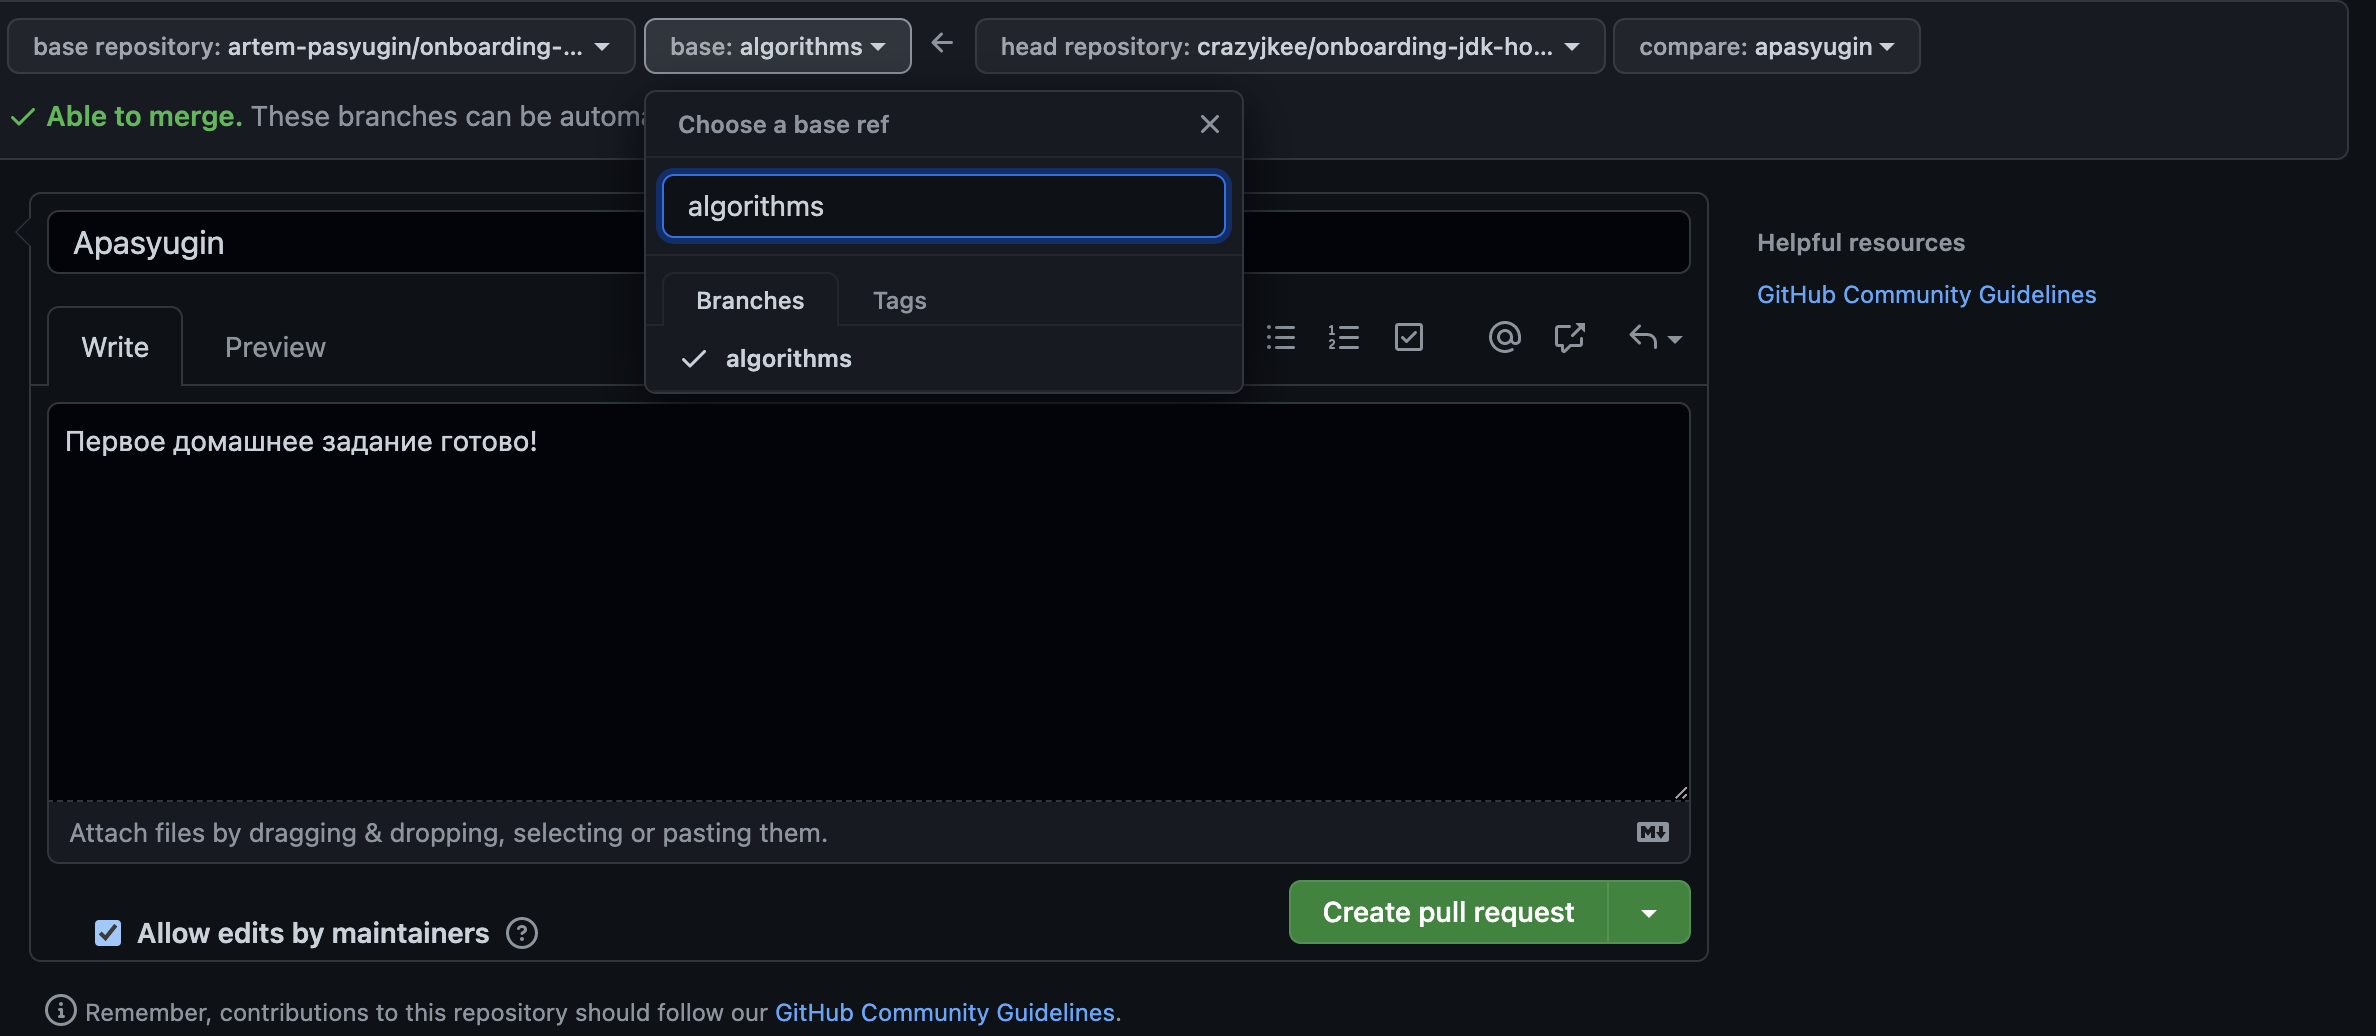 base repository: artem-pasyugin/onboarding-... base: algorithms head repository: crazyjkee/onboarding-jdk-ho... compare: apasyugin
Able to merge. These branches can be automa
Choose a base ref
algorithms
Branches Tags
algorithms
Apasyugin
Write Preview
Первое домашнее задание готово!
Attach files by dragging & dropping, selecting or pasting them.
Allow edits by maintainers
Create pull request
Remember, contributions to this repository should follow our GitHub Community Guidelines.
Helpful resources
GitHub Community Guidelines